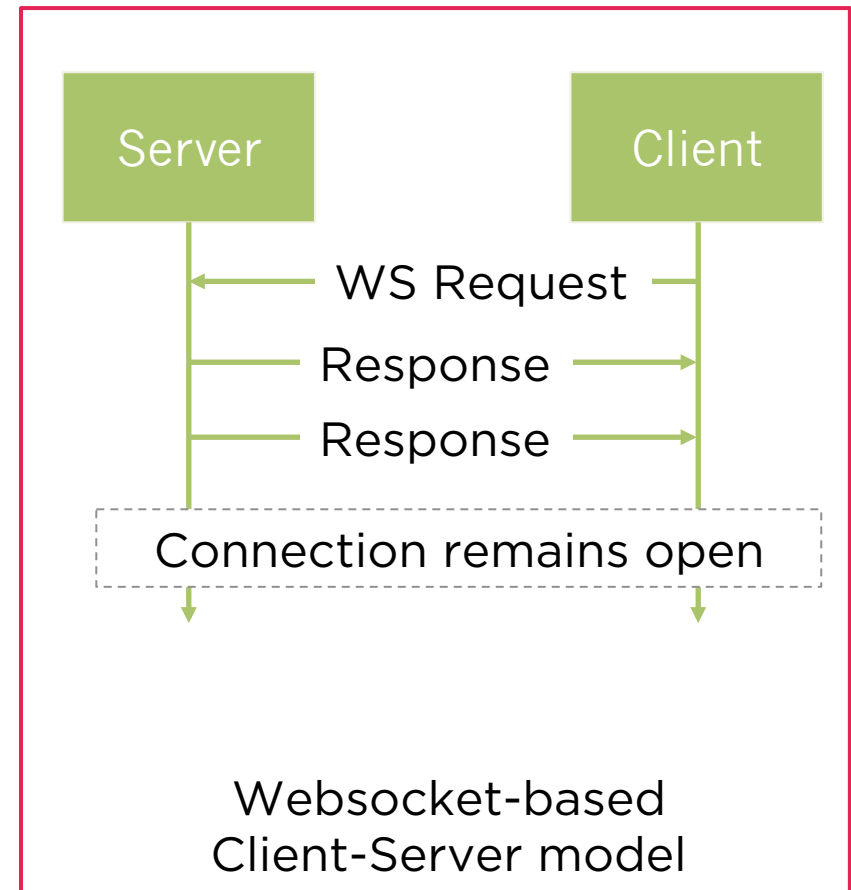 Server
Client
WS Request
Response
Response
Connection remains open
Websocket-based
Client-Server model